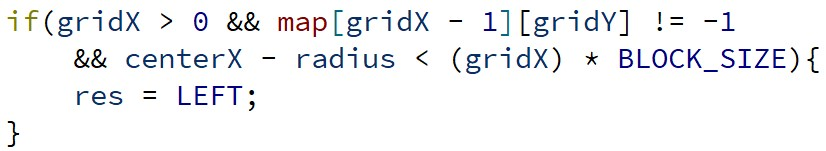 if(gridX > 0 && map[gridX - 1][gridY] != -1
    && centerX - radius < (gridX) * BLOCK_SIZE){
    res = LEFT;
}